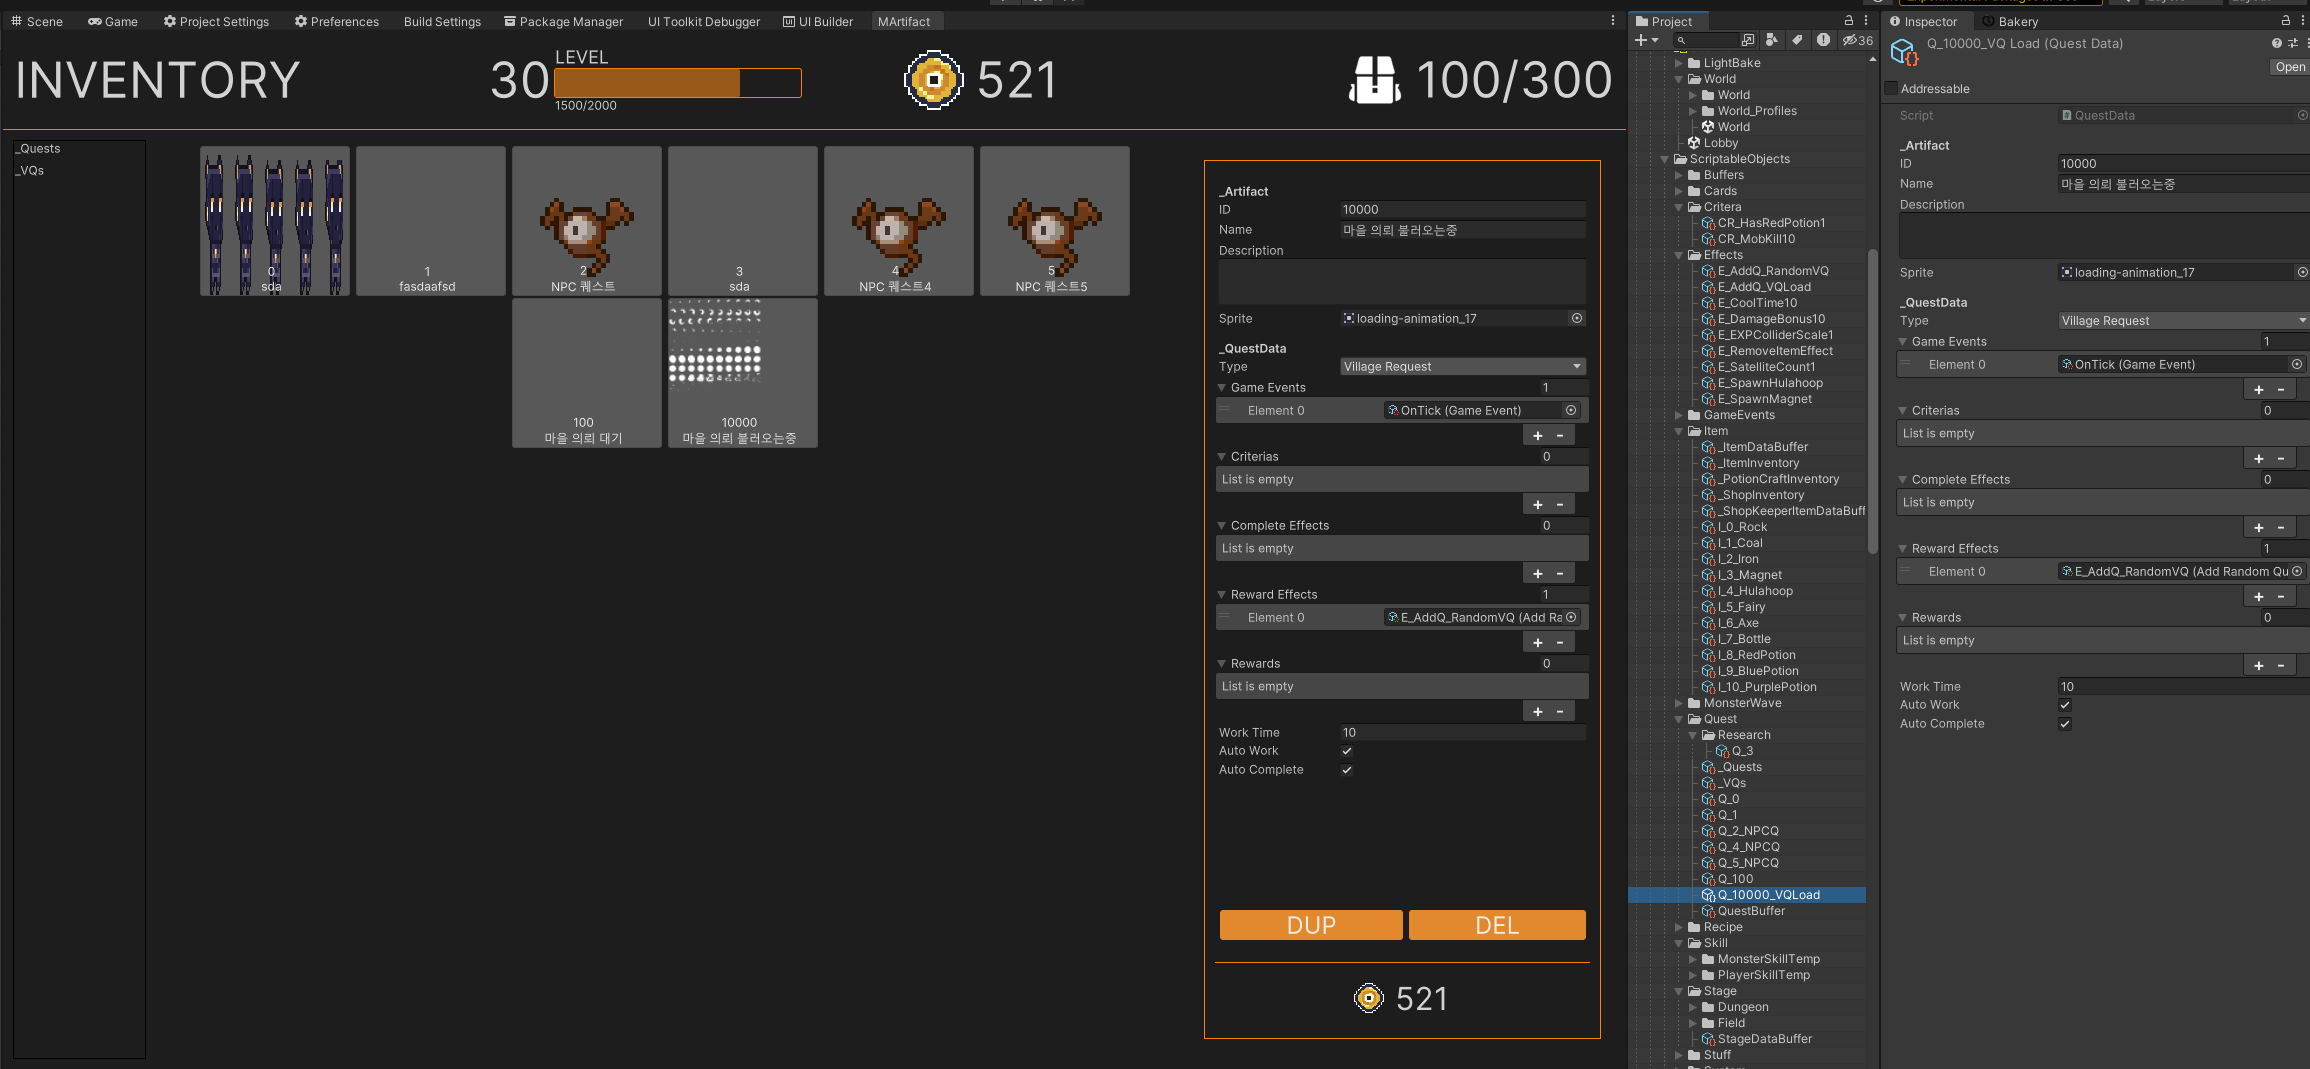 Scene
Game
Project Settings
Preferences
Build Settings
Package Manager
UI Toolkit Debugger
UI Builder
MArtifact
INVENTORY
30
LEVEL
1500/2000
521
100/300
_Quests
_VQs
0
sda
1
fasdaafsd
2
NPC 퀘스트
3
sda
4
NPC 퀘스트4
5
NPC 퀘스트5
100
마을 의뢰 대기
10000
마을 의뢰 불러오는중
_Artifact
ID 10000
Name 마을 의뢰 불러오는중
Description
Sprite loading-animation_17
_QuestData
Type Village Request
Game Events 1
Element 0 OnTick (Game Event)
+ -
Criterias 0
List is empty
+ -
Complete Effects 0
List is empty
+ -
Reward Effects 1
Element 0 E_AddQ_RandomVQ (Add Ra
+ -
Rewards 0
List is empty
+ -
Work Time 10
Auto Work
Auto Complete
DUP
DEL
521
Project
36
LightBake
World
World
World_Profiles
World
Lobby
ScriptableObjects
Buffers
Cards
Critera
CR_HasRedPotion1
CR_MobKill10
Effects
E_AddQ_RandomVQ
E_AddQ_VQLoad
E_CoolTime10
E_DamageBonus10
E_EXPColliderScale1
E_RemoveItemEffect
E_SatelliteCount1
E_SpawnHulahoop
E_SpawnMagnet
GameEvents
Item
_ItemDataBuffer
_ItemInventory
_PotionCraftInventory
_ShopInventory
_ShopKeeperItemDataBuff
I_0_Rock
I_1_Coal
I_2_Iron
I_3_Magnet
I_4_Hulahoop
I_5_Fairy
I_6_Axe
I_7_Bottle
I_8_RedPotion
I_9_BluePotion
I_10_PurplePotion
MonsterWave
Quest
Research
Q_3
_Quests
_VQs
Q_0
Q_1
Q_2_NPCQ
Q_4_NPCQ
Q_5_NPCQ
Q_100
Q_10000_VQLoad
QuestBuffer
Recipe
Skill
MonsterSkillTemp
PlayerSkillTemp
Stage
Dungeon
Field
StageDataBuffer
Stuff
Inspector
Bakery
Q_10000_VQ Load (Quest Data)
Open
Addressable
Script QuestData
_Artifact
ID 10000
Name 마을 의뢰 불러오는중
Description
Sprite loading-animation_17
_QuestData
Type Village Request
Game Events 1
Element 0 OnTick (Game Event)
+ -
Criterias 0
List is empty
+ -
Complete Effects 0
List is empty
+ -
Reward Effects 1
Element 0 E_AddQ_RandomVQ (Add Random Qu
+ -
Rewards 0
List is empty
+ -
Work Time 10
Auto Work
Auto Complete